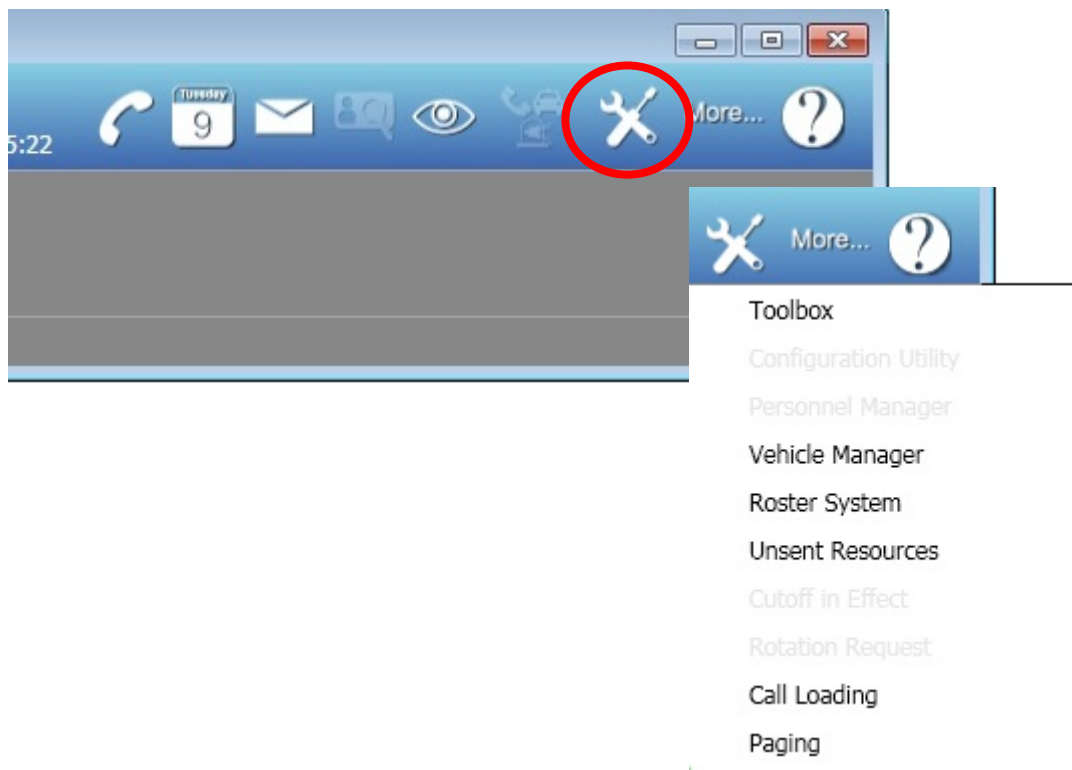 Tuesday
9
5:22
More...
?
More...
?
Toolbox
Configuration Utility
Personnel Manager
Vehicle Manager
Roster System
Unsent Resources
Cutoff in Effect
Rotation Request
Call Loading
Paging